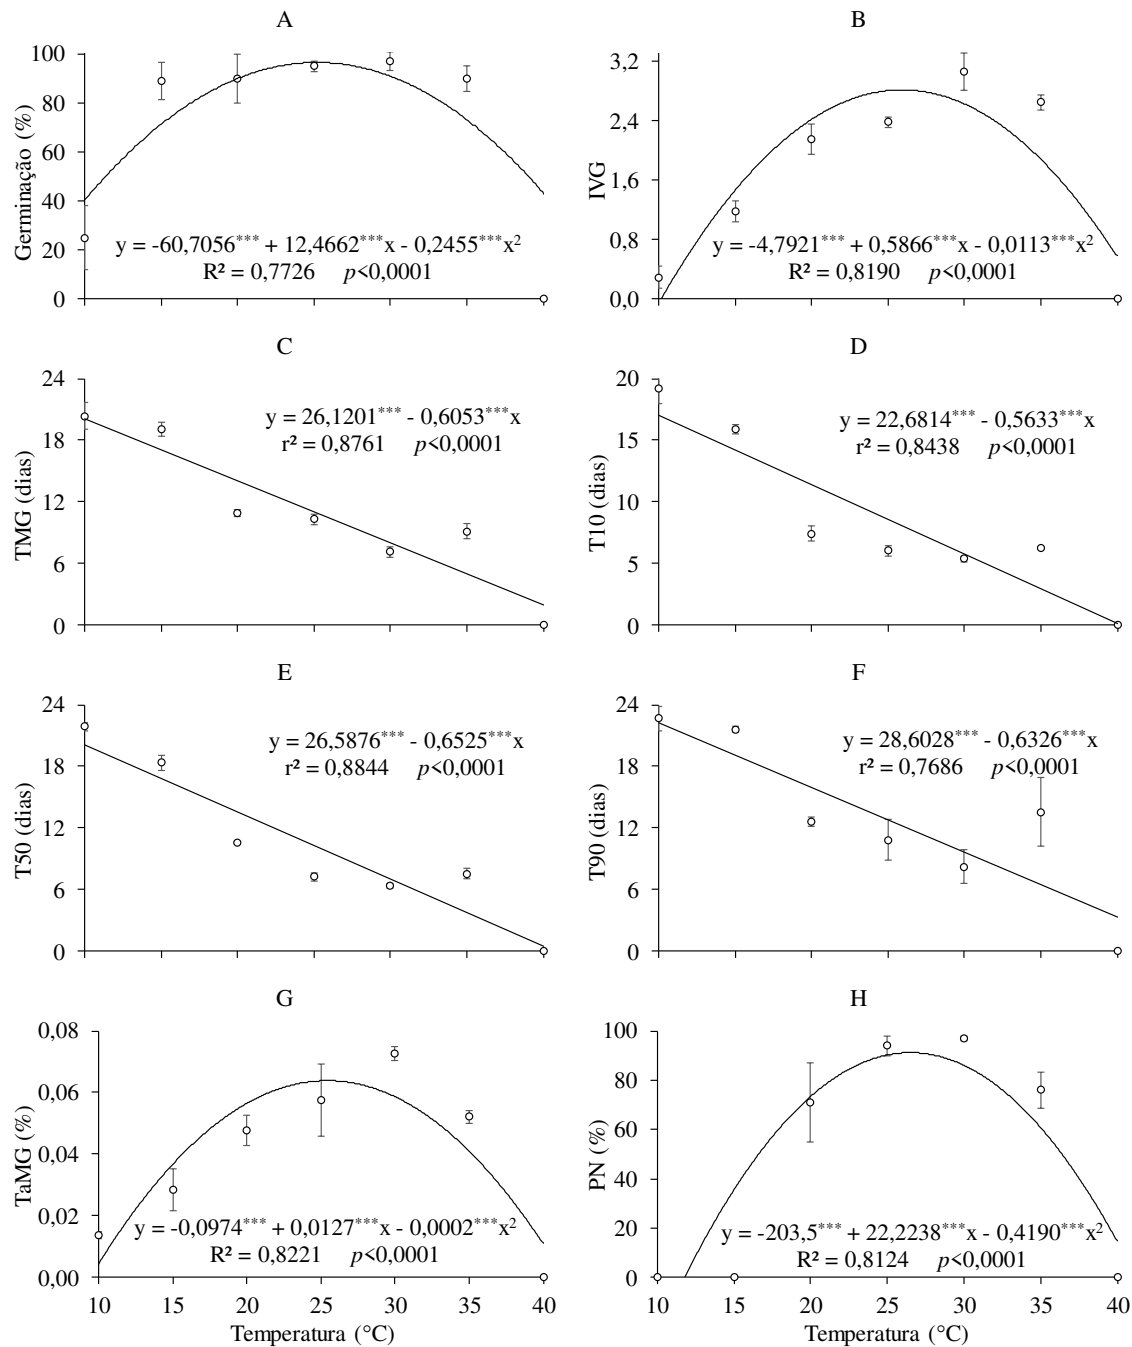 A
Germinação (%)
100
80
60
40
20
0
y = -60,7056*** + 12,4662***x - 0,2455***x²
R² = 0,7726 p<0,0001
B
IVG
3,2
2,4
1,6
0,8
0,0
y = -4,7921*** + 0,5866***x - 0,0113***x²
R² = 0,8190 p<0,0001
C
TMG (dias)
24
18
12
6
0
y = 26,1201*** - 0,6053***x
r² = 0,8761 p<0,0001
D
T10 (dias)
20
15
10
5
0
y = 22,6814*** - 0,5633***x
r² = 0,8438 p<0,0001
E
T50 (dias)
24
18
12
6
0
y = 26,5876*** - 0,6525***x
r² = 0,8844 p<0,0001
F
T90 (dias)
24
18
12
6
0
y = 28,6028*** - 0,6326***x
r² = 0,7686 p<0,0001
G
TaMG (%)
0,08
0,06
0,04
0,02
0,00
y = -0,0974*** + 0,0127***x - 0,0002***x²
R² = 0,8221 p<0,0001
10 15 20 25 30 35 40
Temperatura (°C)
H
PN (%)
100
80
60
40
20
0
y = -203,5*** + 22,2238***x - 0,4190***x²
R² = 0,8124 p<0,0001
10 15 20 25 30 35 40
Temperatura (°C)